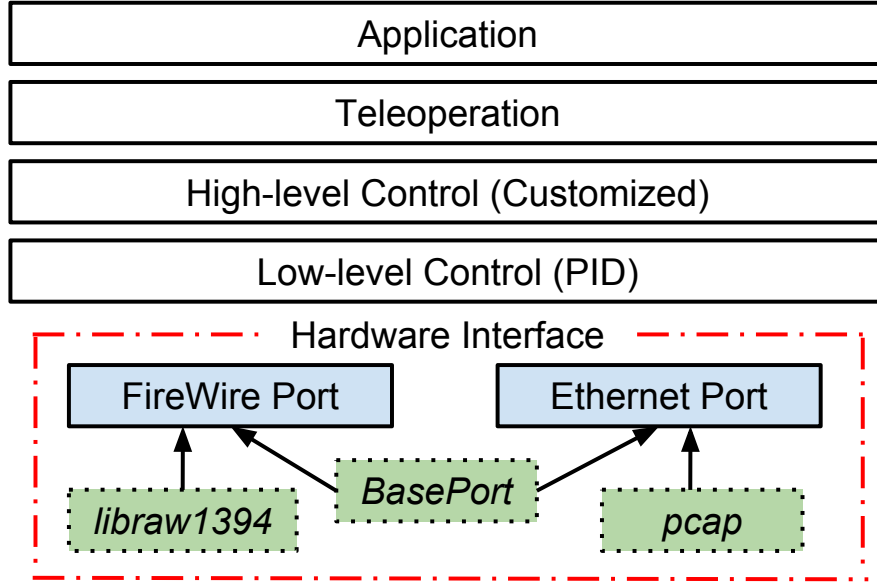 Application
Teleoperation
High-level Control (Customized)
Low-level Control (PID)
Hardware Interface
FireWire Port
Ethernet Port
BasePort
libraw1394
pcap